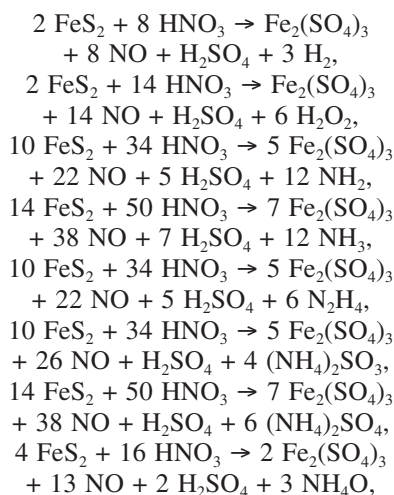 2 FeS₂ + 8 HNO₃ → Fe₂(SO₄)₃
+ 8 NO + H₂SO₄ + 3 H₂,
2 FeS₂ + 14 HNO₃ → Fe₂(SO₄)₃
+ 14 NO + H₂SO₄ + 6 H₂O₂,
10 FeS₂ + 34 HNO₃ → 5 Fe₂(SO₄)₃
+ 22 NO + 5 H₂SO₄ + 12 NH₂,
14 FeS₂ + 50 HNO₃ → 7 Fe₂(SO₄)₃
+ 38 NO + 7 H₂SO₄ + 12 NH₃,
10 FeS₂ + 34 HNO₃ → 5 Fe₂(SO₄)₃
+ 22 NO + 5 H₂SO₄ + 6 N₂H₄,
10 FeS₂ + 34 HNO₃ → 5 Fe₂(SO₄)₃
+ 26 NO + H₂SO₄ + 4 (NH₄)₂SO₃,
14 FeS₂ + 50 HNO₃ → 7 Fe₂(SO₄)₃
+ 38 NO + H₂SO₄ + 6 (NH₄)₂SO₄,
4 FeS₂ + 16 HNO₃ → 2 Fe₂(SO₄)₃
+ 13 NO + 2 H₂SO₄ + 3 NH₄O,